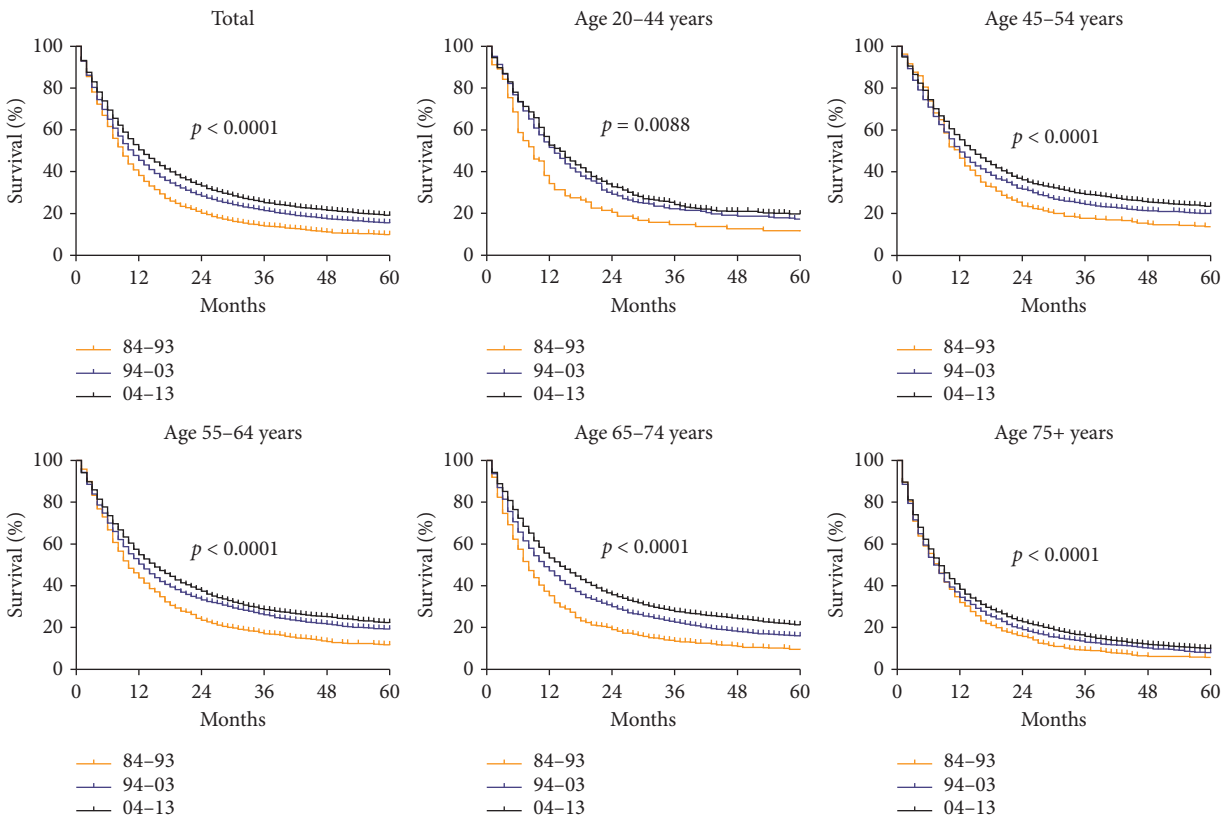 Total
Age 20–44 years
Age 45–54 years
100
80
60
40
20
0
Survival (%)
p < 0.0001
0 12 24 36 48 60
Months
100
80
60
40
20
0
Survival (%)
p = 0.0088
0 12 24 36 48 60
Months
100
80
60
40
20
0
Survival (%)
p < 0.0001
0 12 24 36 48 60
Months
84–93
94–03
04–13
84–93
94–03
04–13
84–93
94–03
04–13
Age 55–64 years
Age 65–74 years
Age 75+ years
100
80
60
40
20
0
Survival (%)
p < 0.0001
0 12 24 36 48 60
Months
100
80
60
40
20
0
Survival (%)
p < 0.0001
0 12 24 36 48 60
Months
100
80
60
40
20
0
Survival (%)
p < 0.0001
0 12 24 36 48 60
Months
84–93
94–03
04–13
84–93
94–03
04–13
84–93
94–03
04–13